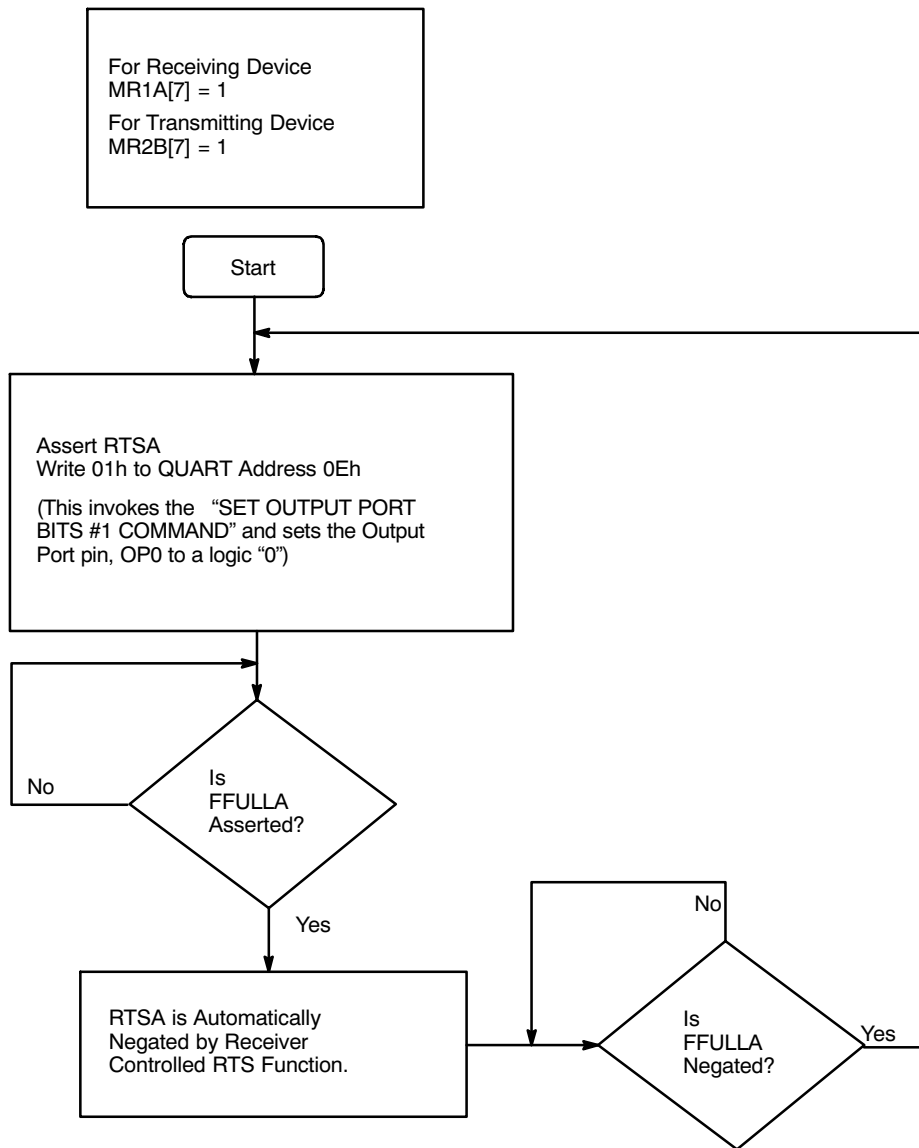 For Receiving Device
MR1A[7] = 1
For Transmitting Device
MR2B[7] = 1
Start
Assert RTSA
Write 01h to QUART Address 0Eh
(This invokes the “SET OUTPUT PORT
BITS #1 COMMAND” and sets the Output
Port pin, OP0 to a logic “0”)
No
Is
FFULLA
Asserted?
Yes
RTSA is Automatically
Negated by Receiver
Controlled RTS Function.
No
Is
FFULLA
Negated?
Yes